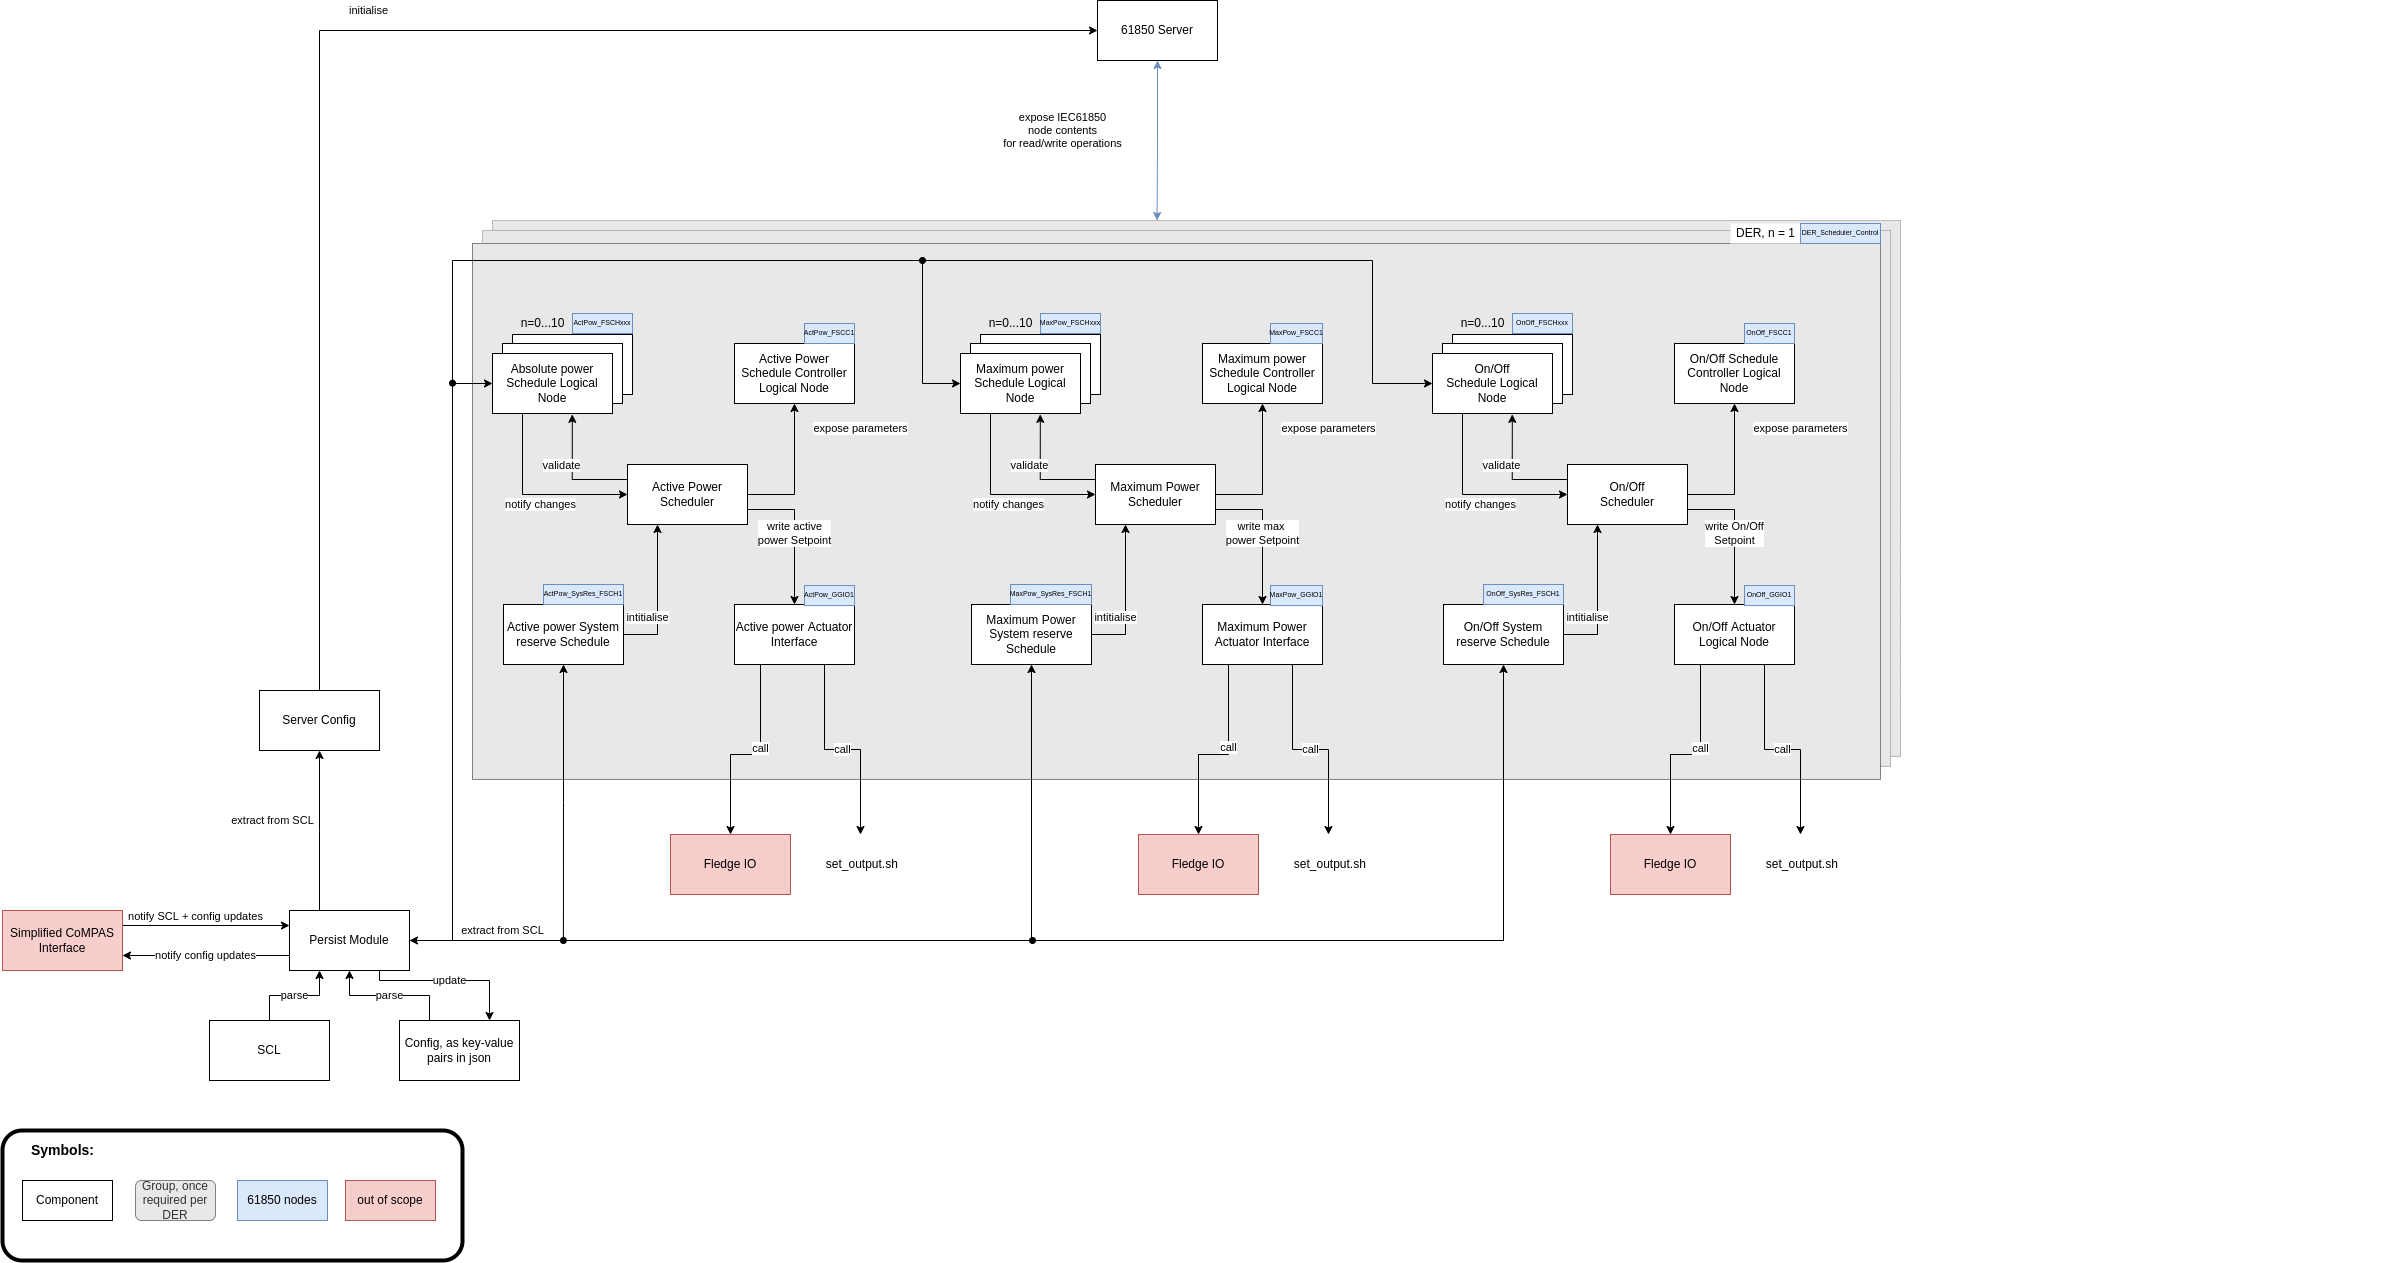 initialise
61850 Server
expose IEC61850
node contents
for read/write operations
DER, n = 1
DER_Scheduler_Control
n=0...10
ActPow_FSCHxxx
ActPow_FSCC1
n=0...10
MaxPow_FSCHxxx
MaxPow_FSCC1
n=0...10
OnOff_FSCHxxx
OnOff_FSCC1
Absolute power
Schedule Logical
Node
Active Power
Schedule Controller
Logical Node
Maximum power
Schedule Logical
Node
Maximum power
Schedule Controller
Logical Node
On/Off
Schedule Logical
Node
On/Off Schedule
Controller Logical
Node
expose parameters
expose parameters
expose parameters
validate
validate
validate
Active Power
Scheduler
Maximum Power
Scheduler
On/Off
Scheduler
notify changes
notify changes
notify changes
write active
power Setpoint
write max
power Setpoint
write On/Off
Setpoint
ActPow_SysRes_FSCH1
ActPow_GGIO1
MaxPow_SysRes_FSCH1
MaxPow_GGIO1
OnOff_SysRes_FSCH1
OnOff_GGIO1
intitialise
intitialise
intitialise
Active power System
reserve Schedule
Active power Actuator
Interface
Maximum Power
System reserve
Schedule
Maximum Power
Actuator Interface
On/Off System
reserve Schedule
On/Off Actuator
Logical Node
Server Config
call
call
call
call
call
call
extract from SCL
Fledge IO
set_output.sh
Fledge IO
set_output.sh
Fledge IO
set_output.sh
notify SCL + config updates
Simplified CoMPAS
Interface
Persist Module
extract from SCL
notify config updates
update
parse
parse
SCL
Config, as key-value
pairs in json
Symbols:
Component
Group, once
required per
DER
61850 nodes
out of scope